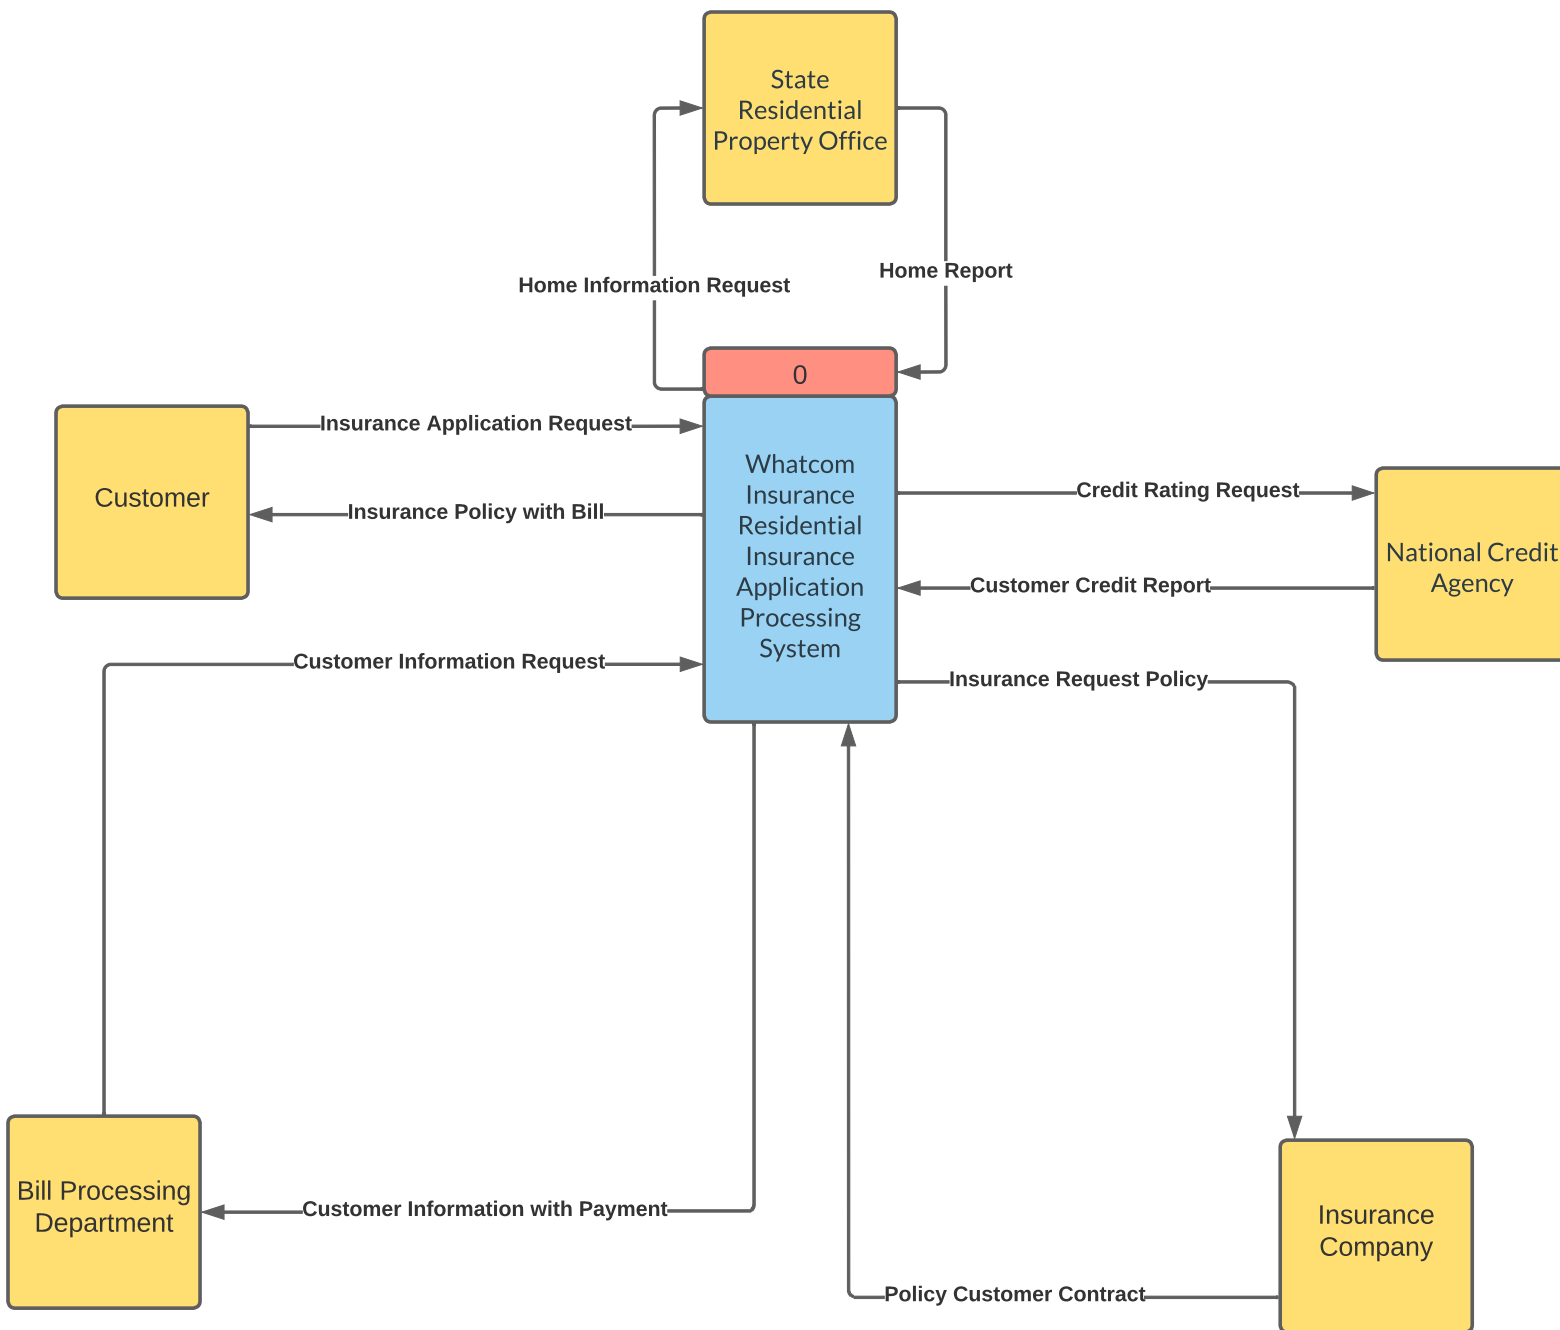 State
Residential
Property Office
Home Information Request
Home Report
0
Customer
Insurance Application Request
Insurance Policy with Bill
Whatcom
Insurance
Residential
Insurance
Application
Processing
System
Credit Rating Request
Customer Credit Report
National Credit
Agency
Customer Information Request
Insurance Request Policy
Bill Processing
Department
Customer Information with Payment
Insurance
Company
Policy Customer Contract